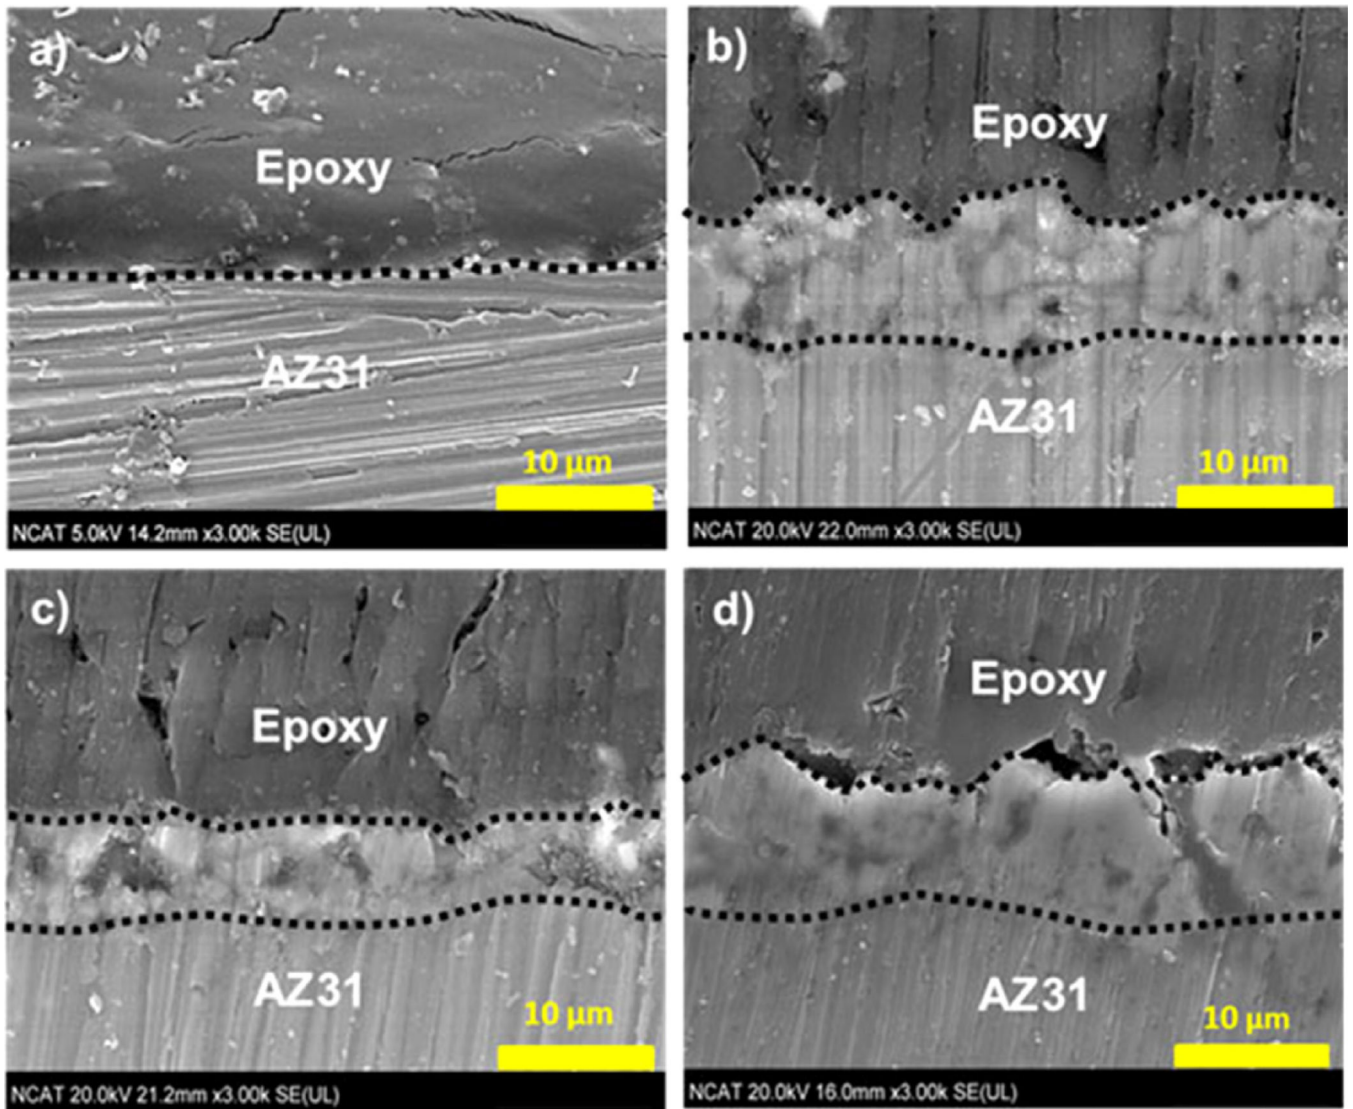 a)
Epoxy
AZ31
10 µm
NCAT 5.0kV 14.2mm x3.00k SE(UL)
b)
Epoxy
AZ31
10 µm
NCAT 20.0kV 22.0mm x3.00k SE(UL)
c)
Epoxy
AZ31
10 µm
NCAT 20.0kV 21.2mm x3.00k SE(UL)
d)
Epoxy
AZ31
10 µm
NCAT 20.0kV 16.0mm x3.00k SE(UL)